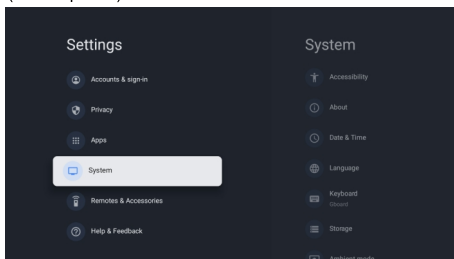 Settings
Accounts & sign-in
Privacy
Apps
System
Remotes & Accessories
Help & Feedback
System
Accessibility
About
Date & Time
Language
Keyboard
Gboard
Storage
Ambient mode